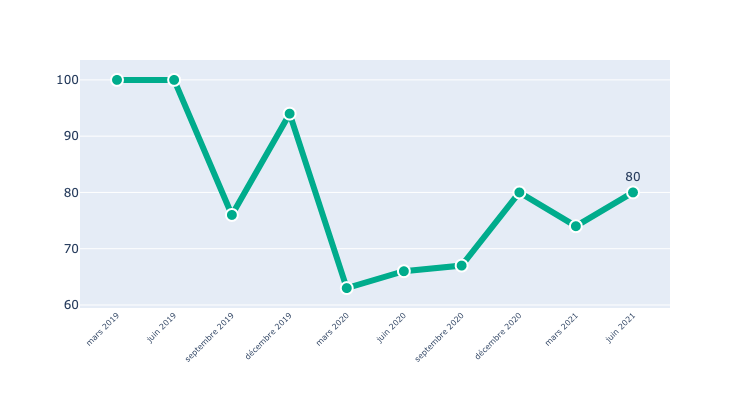 100
90
80
80
70
60
mars 2019
juin 2019
septembre 2019
décembre 2019
mars 2020
juin 2020
septembre 2020
décembre 2020
mars 2021
juin 2021